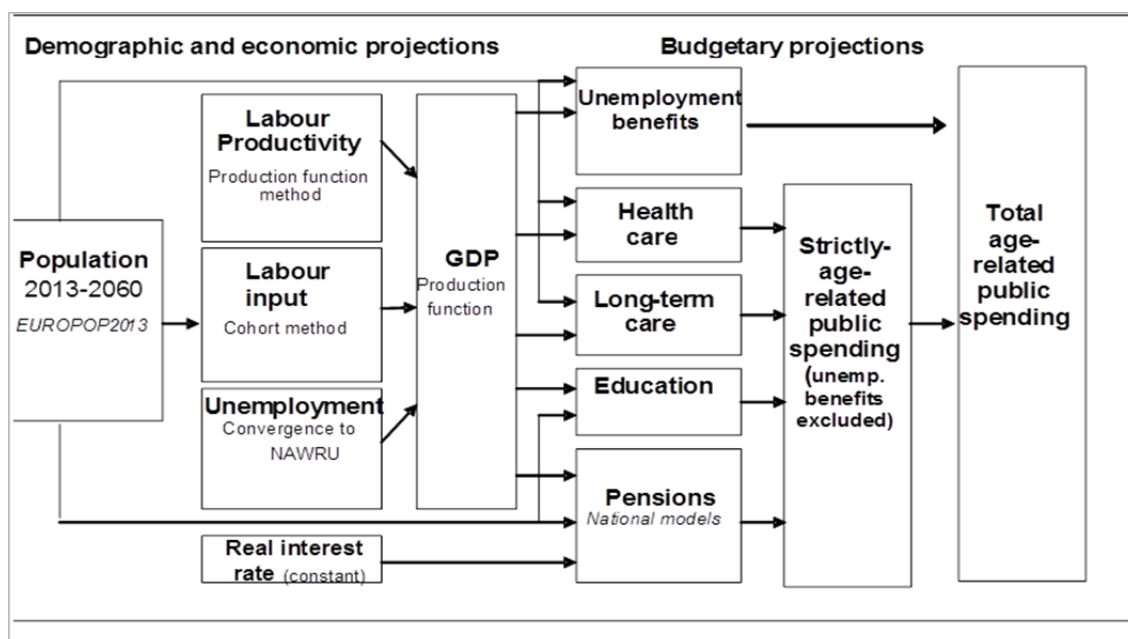 Demographic and economic projections
Budgetary projections
Population
2013-2060
EUROPOP2013
Labour
Productivity
Production function
method
Labour
input
Cohort method
Unemployment
Convergence to
NAWRU
Real interest
rate (constant)
GDP
Production
function
Unemployment
benefits
Health
care
Long-term
care
Education
Pensions
National models
Strictly-
age-
related
public
spending
(unemp.
benefits
excluded)
Total
age-
related
public
spending